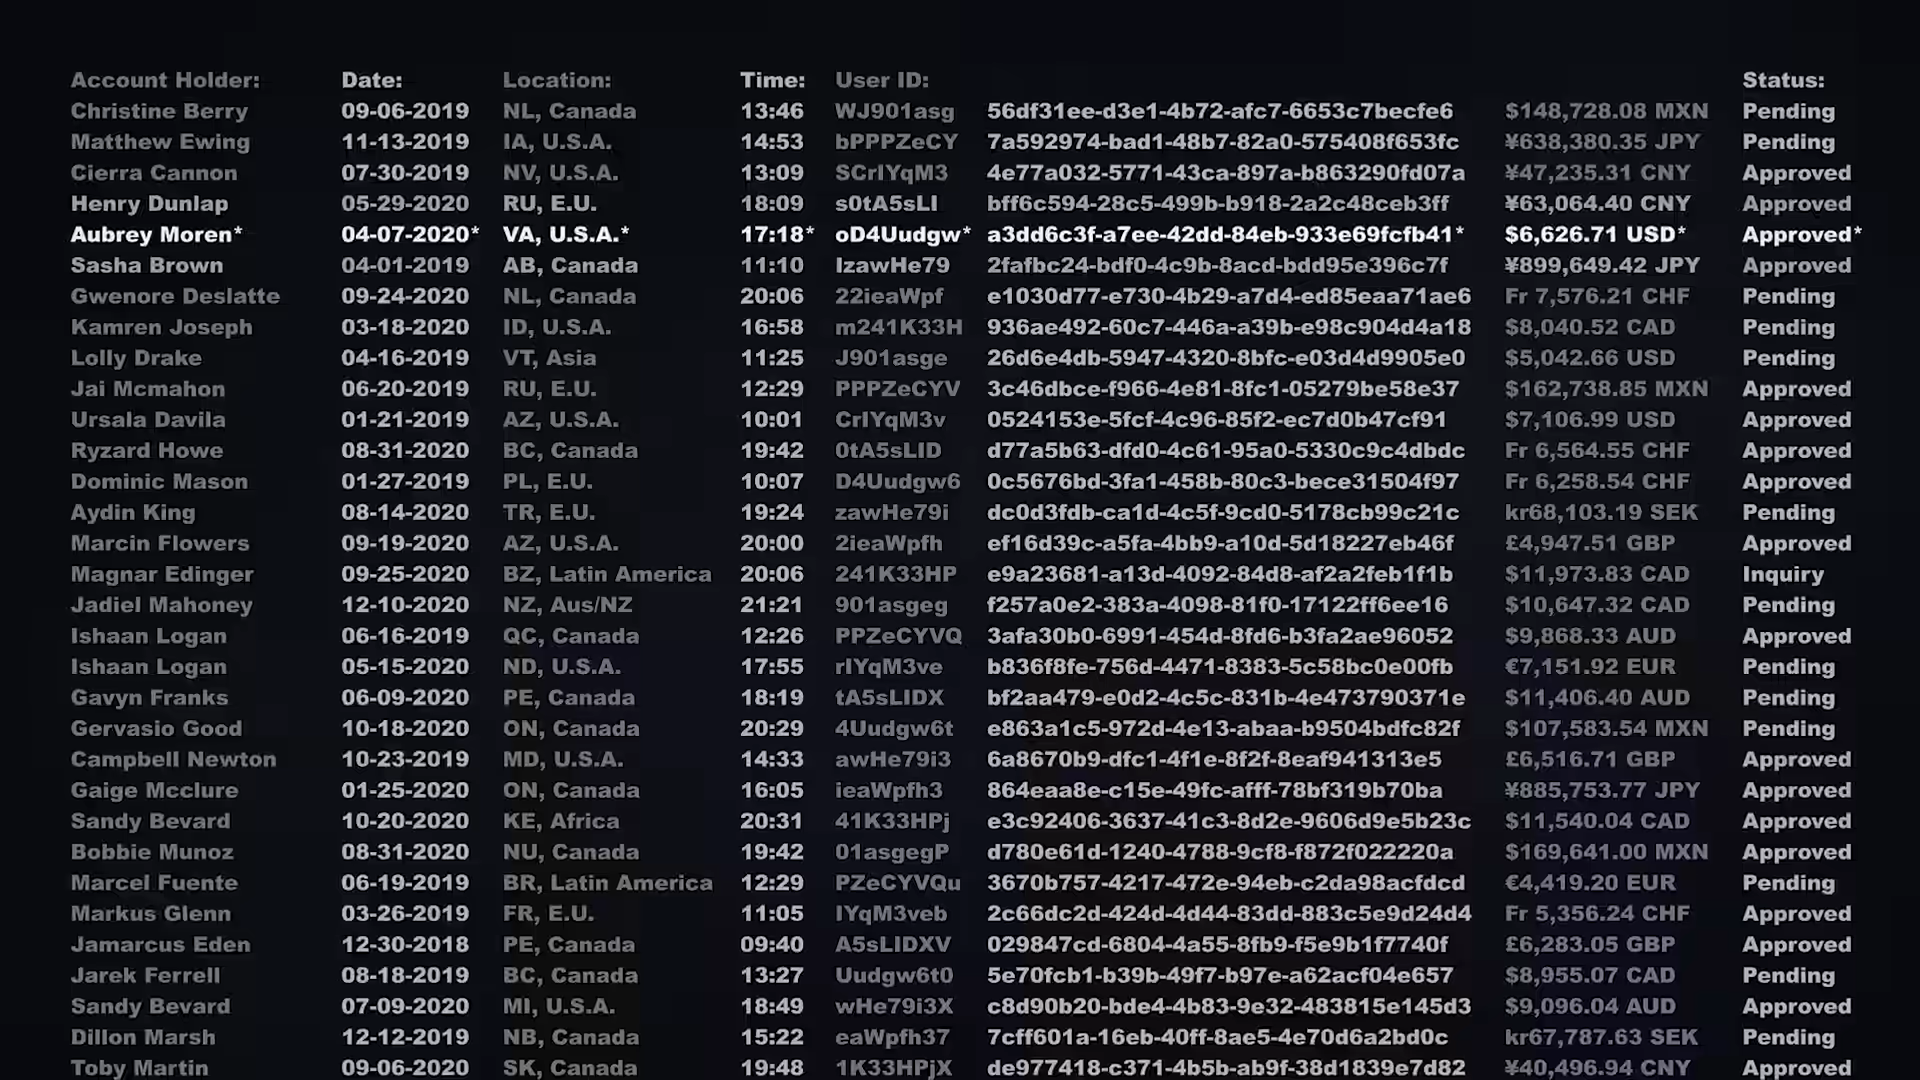 Account Holder: Date: Location: Time: User ID: Status:
Christine Berry 09-06-2019 NL, Canada 13:46 WJ901asg 56df31ee-d3e1-4b72-afc7-6653c7becfe6 $148,728.08 MXN Pending
Matthew Ewing 11-13-2019 IA, U.S.A. 14:53 bPPPZeCY 7a592974-bad1-48b7-82a0-575408f653fc ¥638,380.35 JPY Pending
Cierra Cannon 07-30-2019 NV, U.S.A. 13:09 SCrIYqM3 4e77a032-5771-43ca-897a-b863290fd07a ¥47,235.31 CNY Approved
Henry Dunlap 05-29-2020 RU, E.U. 18:09 s0tA5sLI bff6c594-28c5-499b-b918-2a2c48ceb3ff ¥63,064.40 CNY Approved
Aubrey Moren* 04-07-2020* VA, U.S.A.* 17:18* oD4Uudgw* a3dd6c3f-a7ee-42dd-84eb-933e69fcfb41* $6,626.71 USD* Approved*
Sasha Brown 04-01-2019 AB, Canada 11:10 IzawHe79 2fafbc24-bdf0-4c9b-8acd-bdd95e396c7f ¥899,649.42 JPY Approved
Gwenore Deslatte 09-24-2020 NL, Canada 20:06 22ieaWpf e1030d77-e730-4b29-a7d4-ed85eaa71ae6 Fr 7,576.21 CHF Pending
Kamren Joseph 03-18-2020 ID, U.S.A. 16:58 m241K33H 936ae492-60c7-446a-a39b-e98c904d4a18 $8,040.52 CAD Pending
Lolly Drake 04-16-2019 VT, Asia 11:25 J901asge 26d6e4db-5947-4320-8bfc-e03d4d9905e0 $5,042.66 USD Pending
Jai Mcmahon 06-20-2019 RU, E.U. 12:29 PPPZeCYV 3c46dbce-f966-4e81-8fc1-05279be58e37 $162,738.85 MXN Approved
Ursala Davila 01-21-2019 AZ, U.S.A. 10:01 CrIYqM3v 0524153e-5fcf-4c96-85f2-ec7d0b47cf91 $7,106.99 USD Approved
Ryzard Howe 08-31-2020 BC, Canada 19:42 0tA5sLID d77a5b63-dfd0-4c61-95a0-5330c9c4dbdc Fr 6,564.55 CHF Approved
Dominic Mason 01-27-2019 PL, E.U. 10:07 D4Uudgw6 0c5676bd-3fa1-458b-80c3-bece31504f97 Fr 6,258.54 CHF Approved
Aydin King 08-14-2020 TR, E.U. 19:24 zawHe79i dc0d3fdb-ca1d-4c5f-9cd0-5178cb99c21c kr68,103.19 SEK Pending
Marcin Flowers 09-19-2020 AZ, U.S.A. 20:00 2ieaWpfh ef16d39c-a5fa-4bb9-a10d-5d18227eb46f £4,947.51 GBP Approved
Magnar Edinger 09-25-2020 BZ, Latin America 20:06 241K33HP e9a23681-a13d-4092-84d8-af2a2feb1f1b $11,973.83 CAD Inquiry
Jadiel Mahoney 12-10-2020 NZ, Aus/NZ 21:21 901asgeg f257a0e2-383a-4098-81f0-17122ff6ee16 $10,647.32 CAD Pending
Ishaan Logan 06-16-2019 QC, Canada 12:26 PPZeCYVQ 3afa30b0-6991-454d-8fd6-b3fa2ae96052 $9,868.33 AUD Approved
Ishaan Logan 05-15-2020 ND, U.S.A. 17:55 rIYqM3ve b836f8fe-756d-4471-8383-5c58bc0e00fb €7,151.92 EUR Pending
Gavyn Franks 06-09-2020 PE, Canada 18:19 tA5sLIDX bf2aa479-e0d2-4c5c-831b-4e473790371e $11,406.40 AUD Pending
Gervasio Good 10-18-2020 ON, Canada 20:29 4Uudgw6t e863a1c5-972d-4e13-abaa-b9504bdfc82f $107,583.54 MXN Pending
Campbell Newton 10-23-2019 MD, U.S.A. 14:33 awHe79i3 6a8670b9-dfc1-4f1e-8f2f-8eaf941313e5 £6,516.71 GBP Approved
Gaige Mcclure 01-25-2020 ON, Canada 16:05 ieaWpfh3 864eaa8e-c15e-49fc-afff-78bf319b70ba ¥885,753.77 JPY Approved
Sandy Bevard 10-20-2020 KE, Africa 20:31 41K33HPj e3c92406-3637-41c3-8d2e-9606d9e5b23c $11,540.04 CAD Approved
Bobbie Munoz 08-31-2020 NU, Canada 19:42 01asgegP d780e61d-1240-4788-9cf8-f872f022220a $169,641.00 MXN Approved
Marcel Fuente 06-19-2019 BR, Latin America 12:29 PZeCYVQu 3670b757-4217-472e-94eb-c2da98acfdcd €4,419.20 EUR Pending
Markus Glenn 03-26-2019 FR, E.U. 11:05 IYqM3veb 2c66dc2d-424d-4d44-83dd-883c5e9d24d4 Fr 5,356.24 CHF Approved
Jamarcus Eden 12-30-2018 PE, Canada 09:40 A5sLIDXV 029847cd-6804-4a55-8fb9-f5e9b1f7740f £6,283.05 GBP Approved
Jarek Ferrell 08-18-2019 BC, Canada 13:27 Uudgw6t0 5e70fcb1-b39b-49f7-b97e-a62acf04e657 $8,955.07 CAD Pending
Sandy Bevard 07-09-2020 MI, U.S.A. 18:49 wHe79i3X c8d90b20-bde4-4b83-9e32-483815e145d3 $9,096.04 AUD Approved
Dillon Marsh 12-12-2019 NB, Canada 15:22 eaWpfh37 7cff601a-16eb-40ff-8ae5-4e70d6a2bd0c kr67,787.63 SEK Pending
Toby Martin 09-06-2020 SK, Canada 19:48 1K33HPjX de977418-c371-4b5b-ab9f-38d1839e7d82 ¥40,496.94 CNY Approved